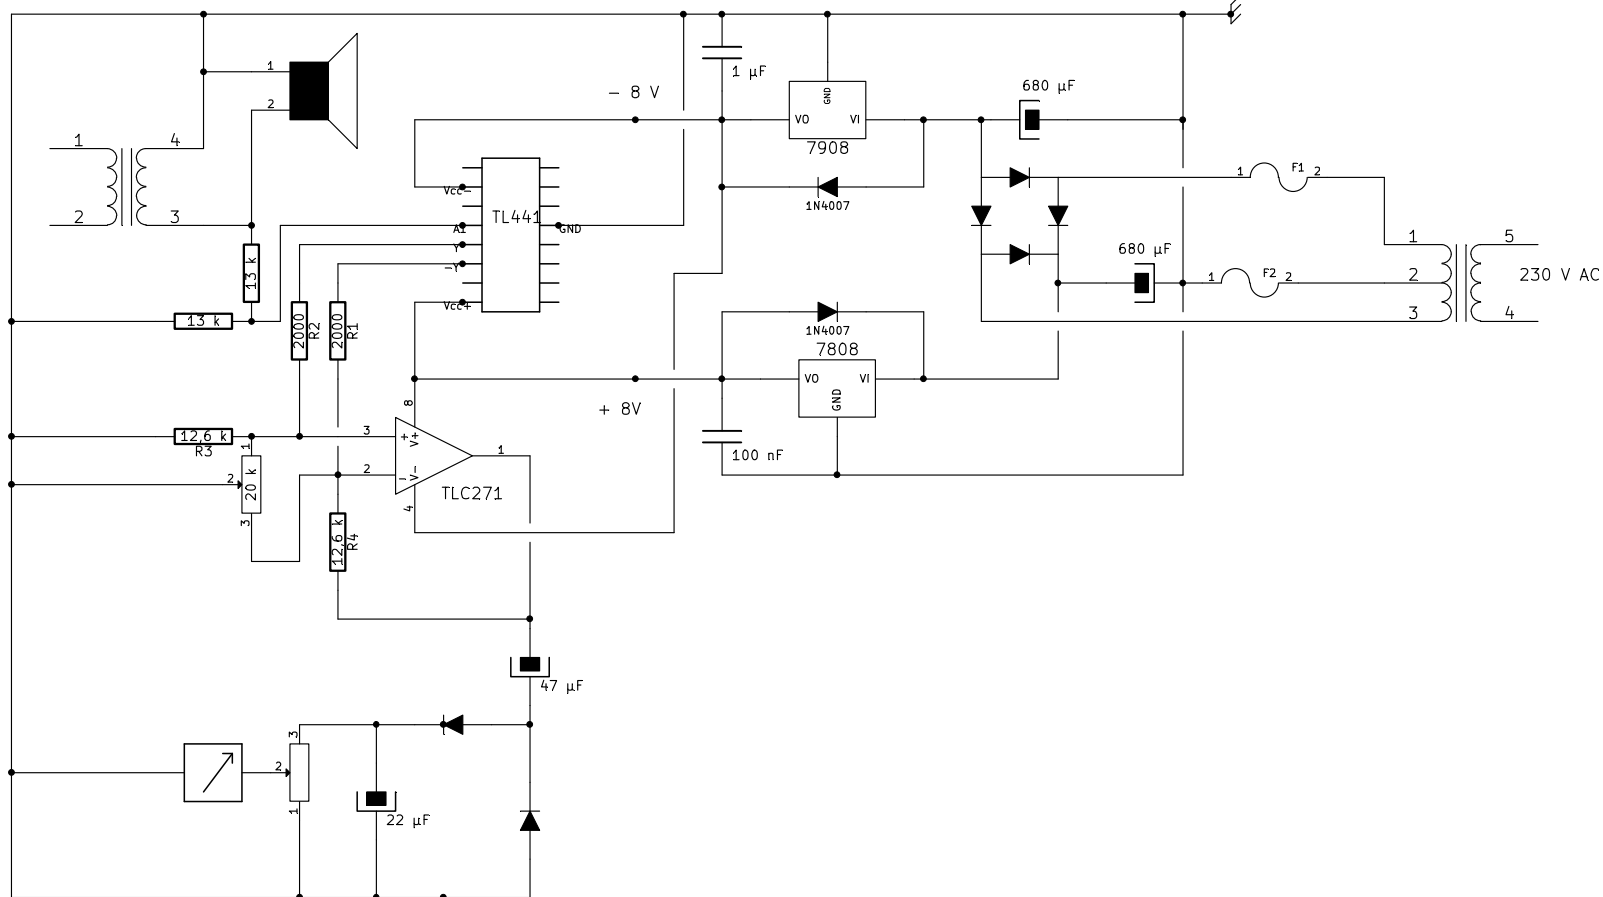 1
2
1
2
4
3
13 k
13 k
2000
R2
2000
R1
12,6 k
R3
1
2
3
20 k
12,6 k
R4
- 8 V
Vcc-
A1
Y
-Y
Vcc+
TL441
GND
1 µF
GND
VO
VI
7908
1N4007
680 µF
1
F1
2
680 µF
1
F2
2
1
2
3
5
4
230 V AC
1N4007
7808
VO
VI
GND
+ 8V
100 nF
8
3
2
4
1
+
V+
-
V-
TLC271
47 µF
3
2
1
22 µF